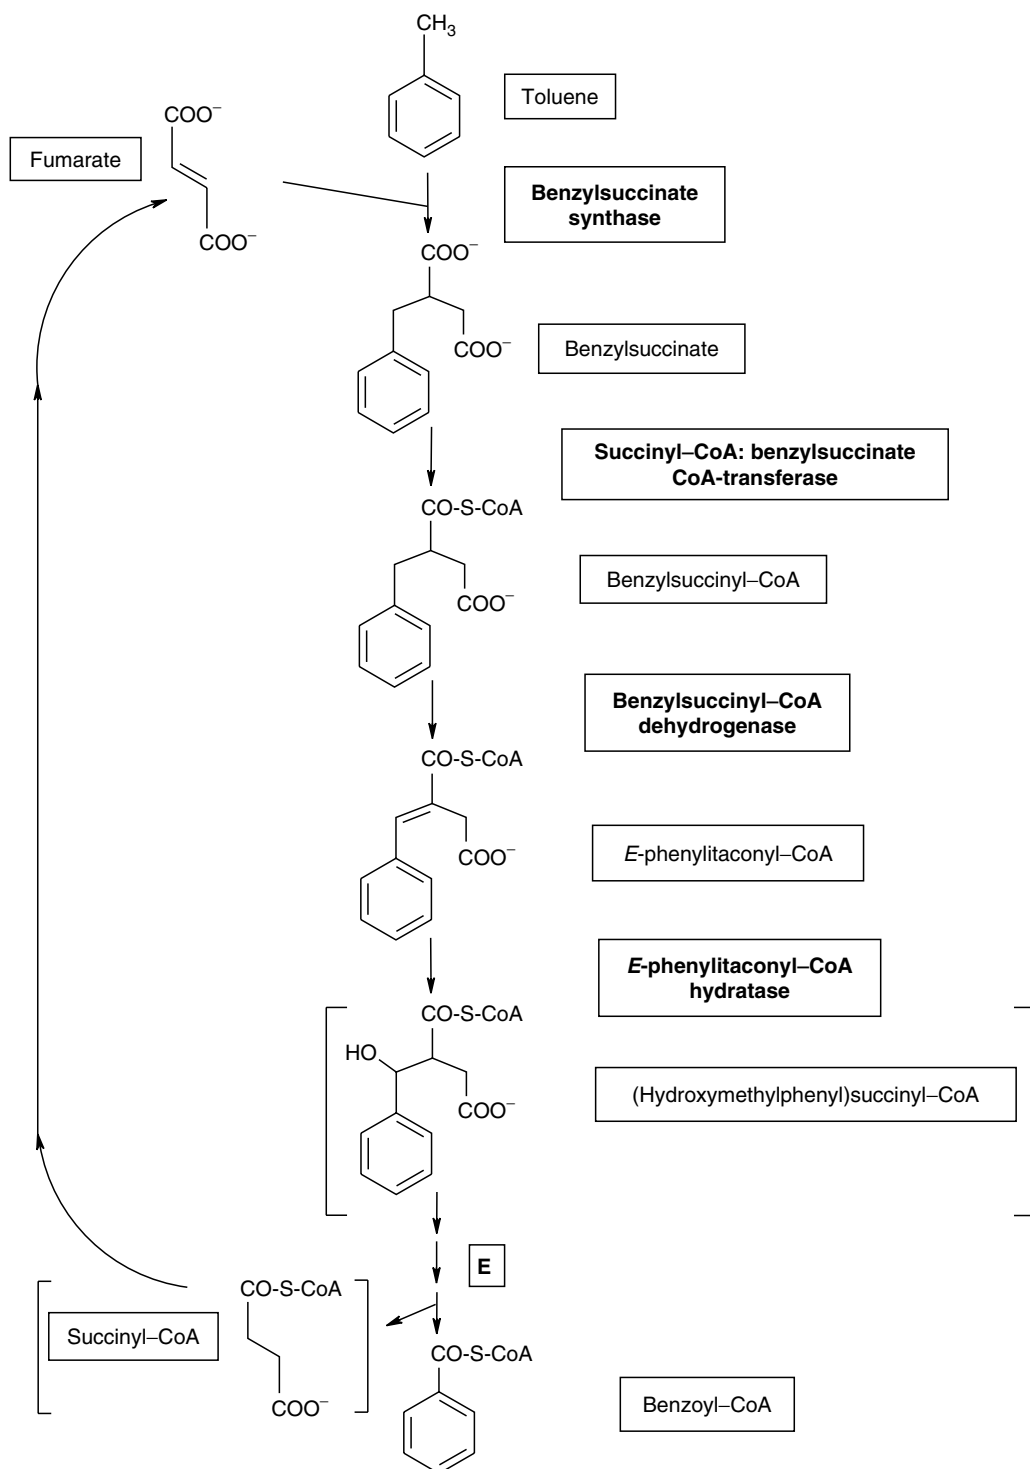 CH₃
Toluene
COO⁻
Fumarate
COO⁻
Benzylsuccinate
synthase
COO⁻
COO⁻
Benzylsuccinate
Succinyl–CoA: benzylsuccinate
CoA-transferase
CO-S-CoA
COO⁻
Benzylsuccinyl–CoA
Benzylsuccinyl–CoA
dehydrogenase
CO-S-CoA
COO⁻
E-phenylitaconyl–CoA
E-phenylitaconyl–CoA
hydratase
CO-S-CoA
HO
COO⁻
(Hydroxymethylphenyl)succinyl–CoA
E
CO-S-CoA
Succinyl–CoA
COO⁻
CO-S-CoA
Benzoyl–CoA